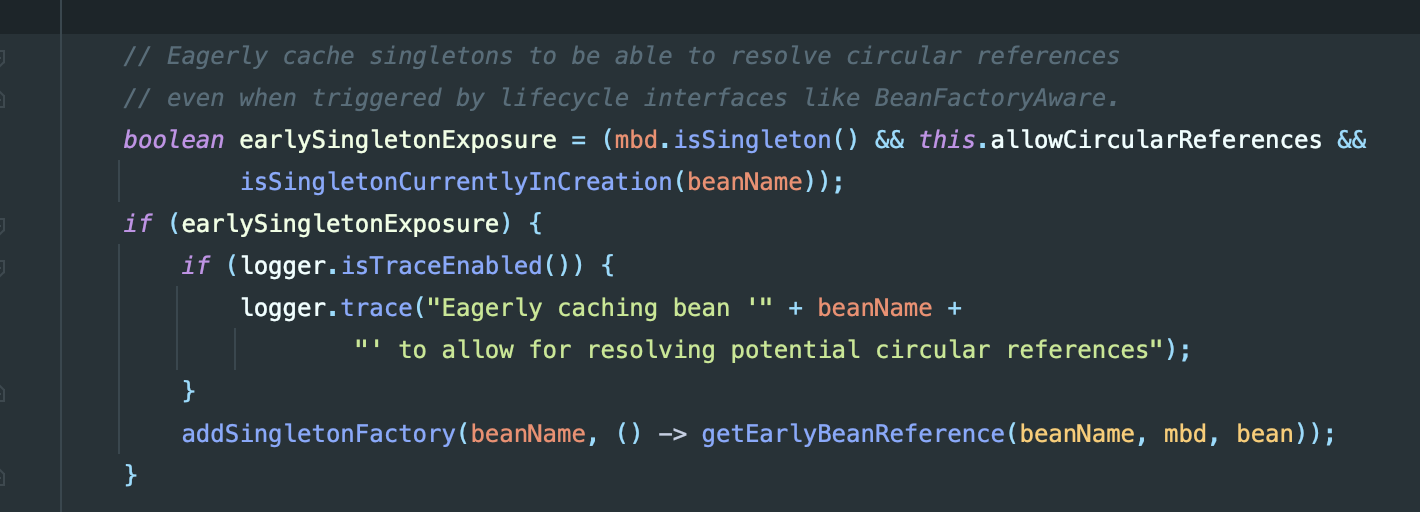 // Eagerly cache singletons to be able to resolve circular references
// even when triggered by lifecycle interfaces like BeanFactoryAware.
boolean earlySingletonExposure = (mbd.isSingleton() && this.allowCircularReferences &&
isSingletonCurrentlyInCreation(beanName));
if (earlySingletonExposure) {
if (logger.isTraceEnabled()) {
logger.trace("Eagerly caching bean '" + beanName +
"' to allow for resolving potential circular references");
}
addSingletonFactory(beanName, () -> getEarlyBeanReference(beanName, mbd, bean));
}